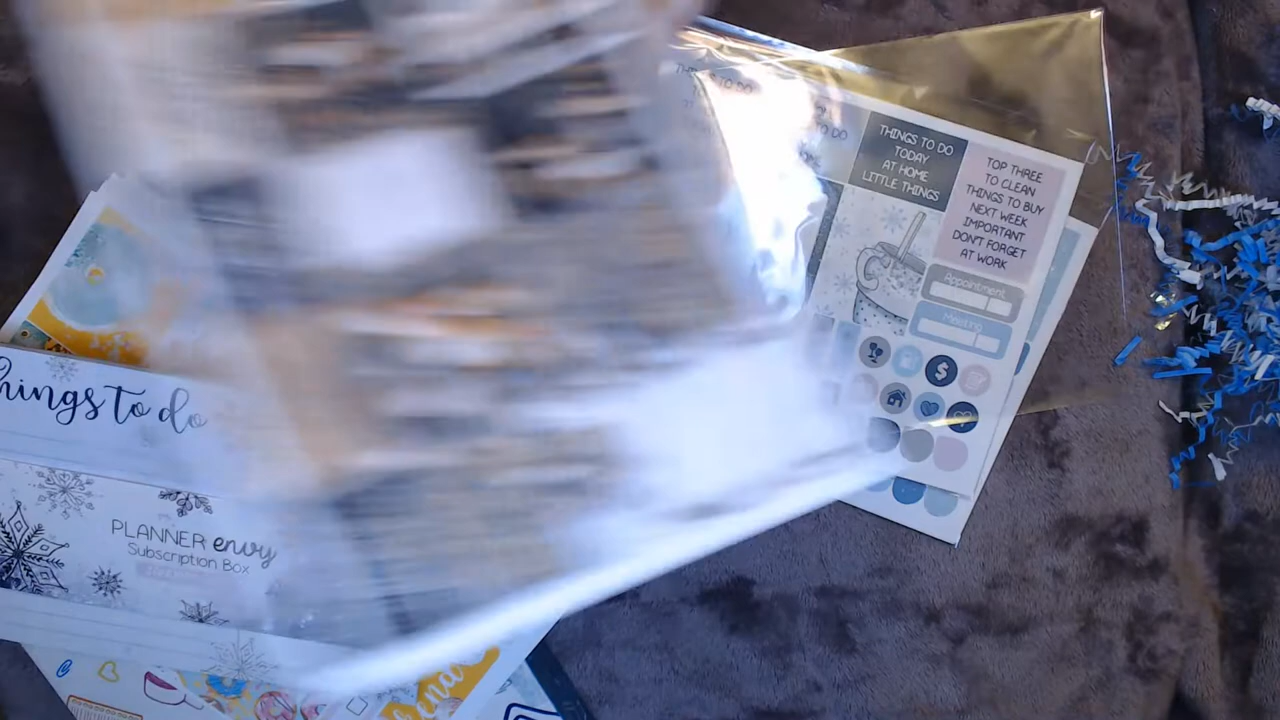 THINGS TO DO
TODAY
AT HOME
LITTLE THINGS
TOP THREE
TO CLEAN
THINGS TO BUY
NEXT WEEK
IMPORTANT
DON'T FORGET
AT WORK
Appointment
Meeting
$
things to do
PLANNER envy
Subscription Box